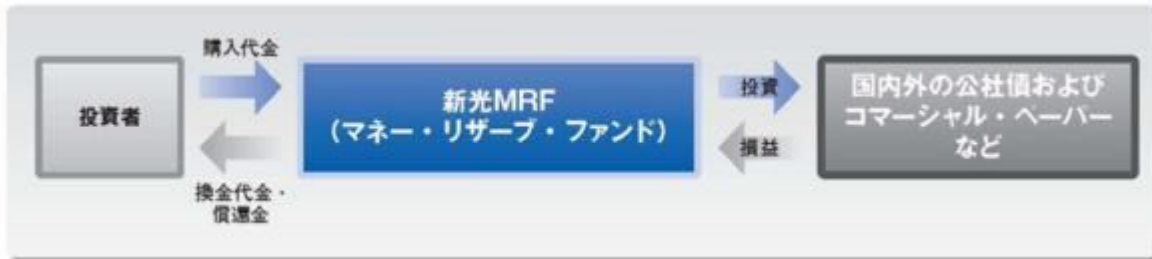 購入代金
投資者
新光MRF
(マネー・リザーブ・ファンド)
投資
国内外の公社債および
コマーシャル・ペーパー
など
損益
換金代金・
償還金